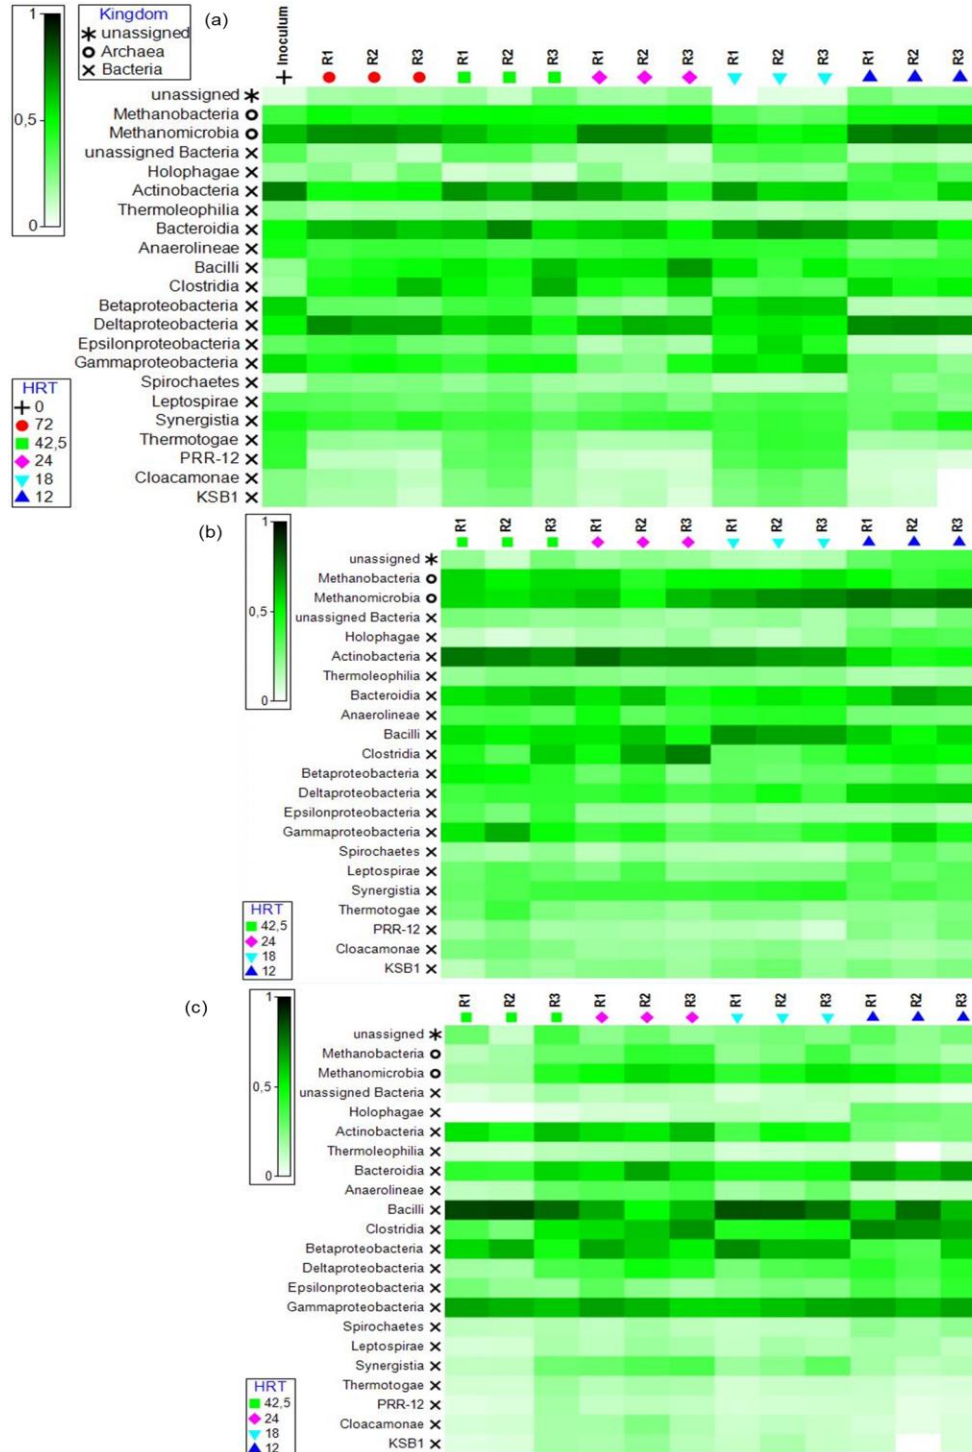 1
0,5
0
Kingdom
unassigned
Archaea
Bacteria
(a)
Inoculum R1 R2 R3 R1 R2 R3 R1 R2 R3 R1 R2 R3 R1 R2 R3
unassigned
Methanobacteria
Methanomicrobia
unassigned Bacteria
Holophagae
Actinobacteria
Thermoleophilia
Bacteroidia
Anaerolineae
Bacilli
Clostridia
Betaproteobacteria
Deltaproteobacteria
Epsilonproteobacteria
Gammaproteobacteria
Spirochaetes
Leptospirae
Synergistia
Thermotogae
PRR-12
Cloacamonae
KSB1
HRT
0
72
42,5
24
18
12
(b)
1
0,5
0
R1 R2 R3 R1 R2 R3 R1 R2 R3 R1 R2 R3
unassigned
Methanobacteria
Methanomicrobia
unassigned Bacteria
Holophagae
Actinobacteria
Thermoleophilia
Bacteroidia
Anaerolineae
Bacilli
Clostridia
Betaproteobacteria
Deltaproteobacteria
Epsilonproteobacteria
Gammaproteobacteria
Spirochaetes
Leptospirae
Synergistia
Thermotogae
PRR-12
Cloacamonae
KSB1
HRT
42,5
24
18
12
(c)
1
0,5
0
R1 R2 R3 R1 R2 R3 R1 R2 R3 R1 R2 R3
unassigned
Methanobacteria
Methanomicrobia
unassigned Bacteria
Holophagae
Actinobacteria
Thermoleophilia
Bacteroidia
Anaerolineae
Bacilli
Clostridia
Betaproteobacteria
Deltaproteobacteria
Epsilonproteobacteria
Gammaproteobacteria
Spirochaetes
Leptospirae
Synergistia
Thermotogae
PRR-12
Cloacamonae
KSB1
HRT
42,5
24
18
12